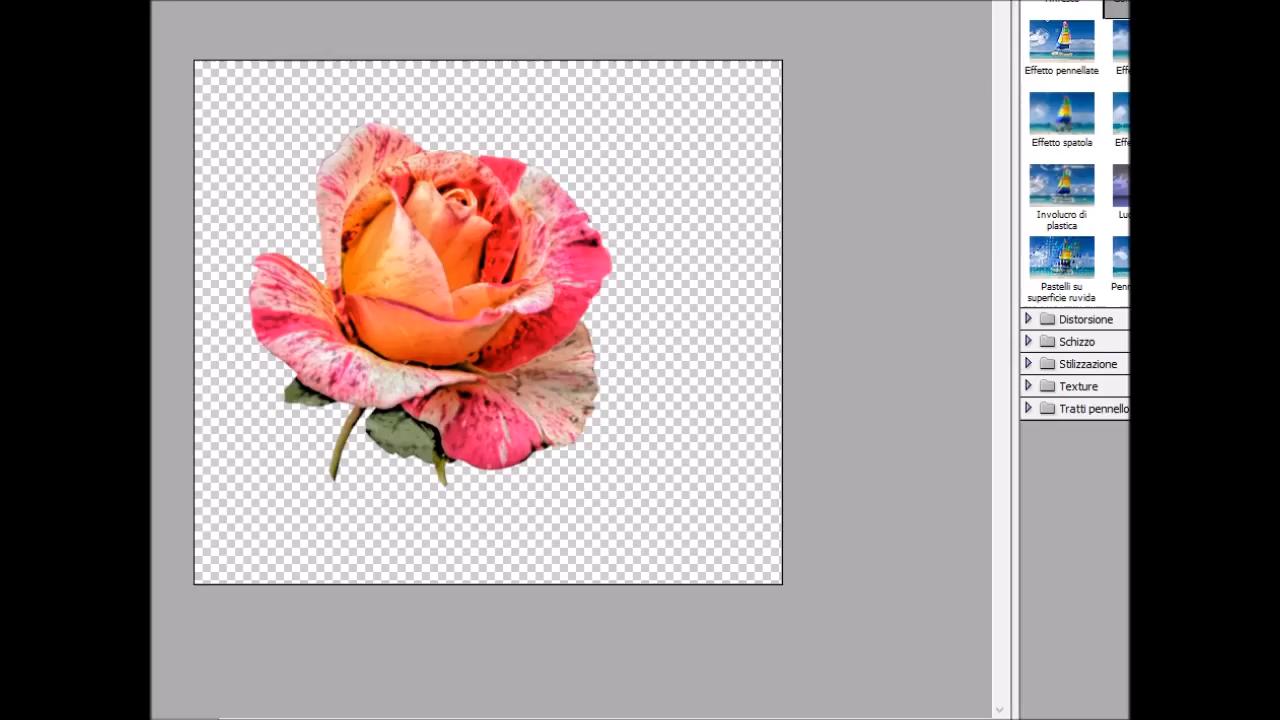 Effetto pennellate
Effetto spatola
Involucro di
plastica
Pastelli su
superficie ruvida
Distorsione
Schizzo
Stilizzazione
Texture
Tratti pennello